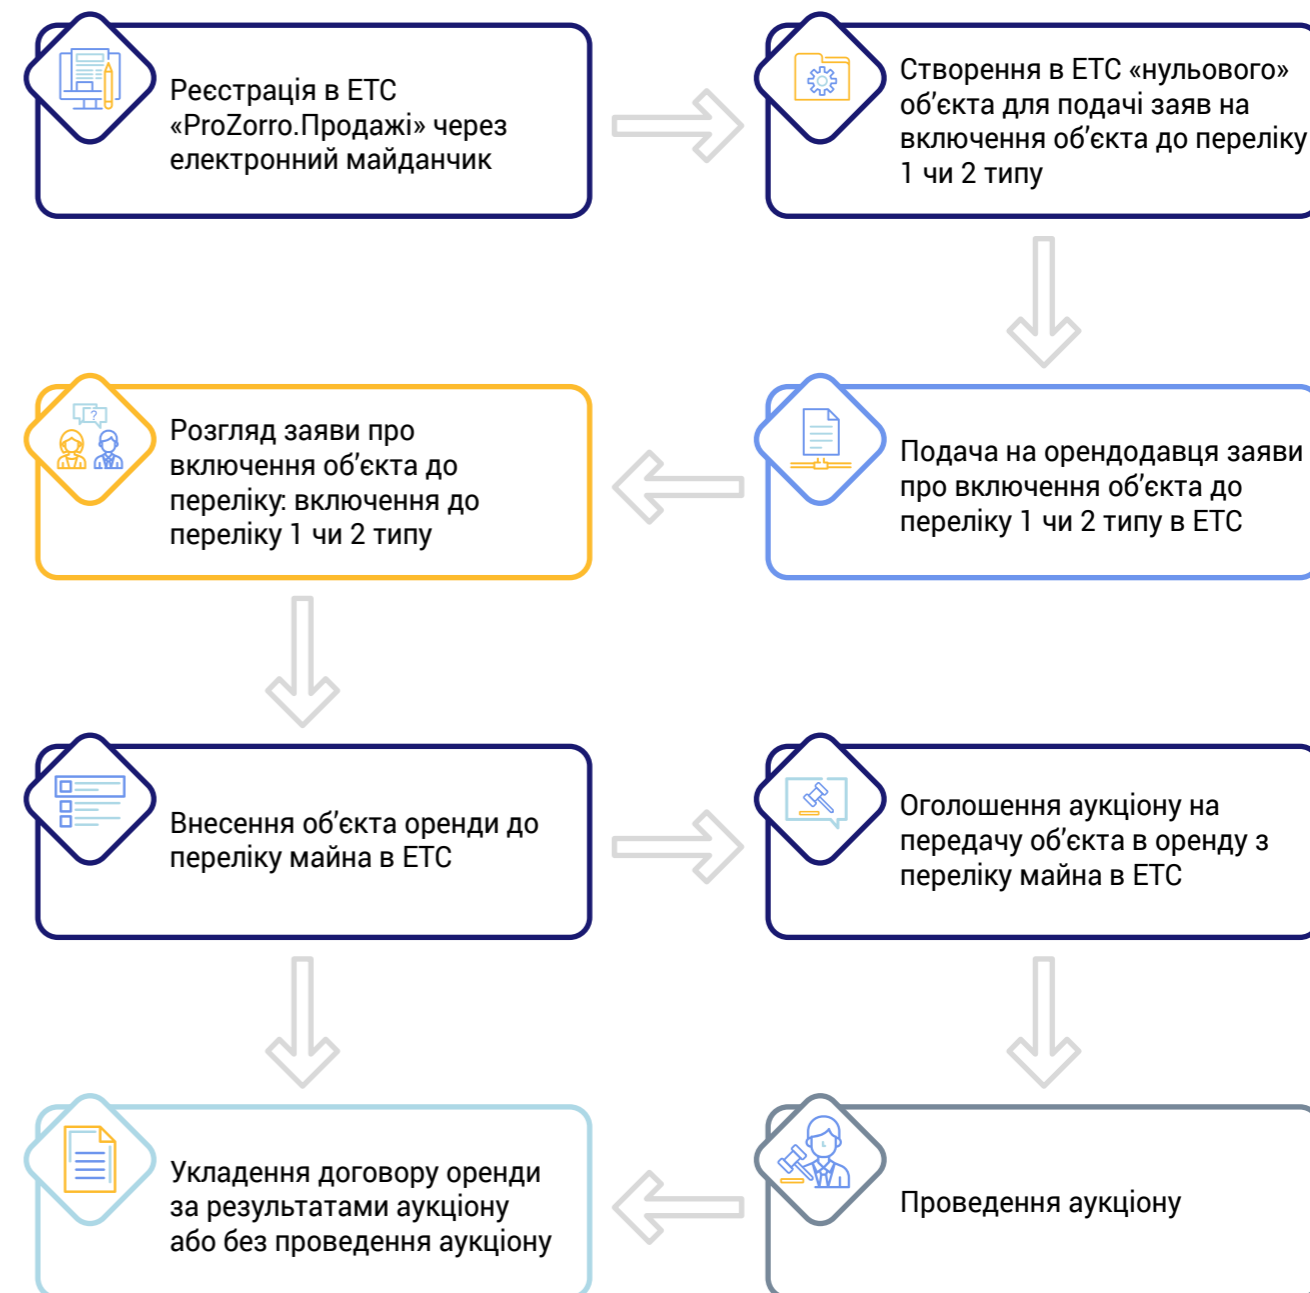 Реєстрація в ЕТС
«ProZorro.Продажі» через
електронний майданчик
Створення в ЕТС «нульового»
об’єкта для подачі заяв на
включення об’єкта до переліку
1 чи 2 типу
?
Розгляд заяви про
включення об’єкта до
переліку: включення до
переліку 1 чи 2 типу
Подача на орендодавця заяви
про включення об’єкта до
переліку 1 чи 2 типу в ЕТС
Внесення об’єкта оренди до
переліку майна в ЕТС
Оголошення аукціону на
передачу об’єкта в оренду з
переліку майна в ЕТС
Укладення договору оренди
за результатами аукціону
або без проведення аукціону
Проведення аукціону